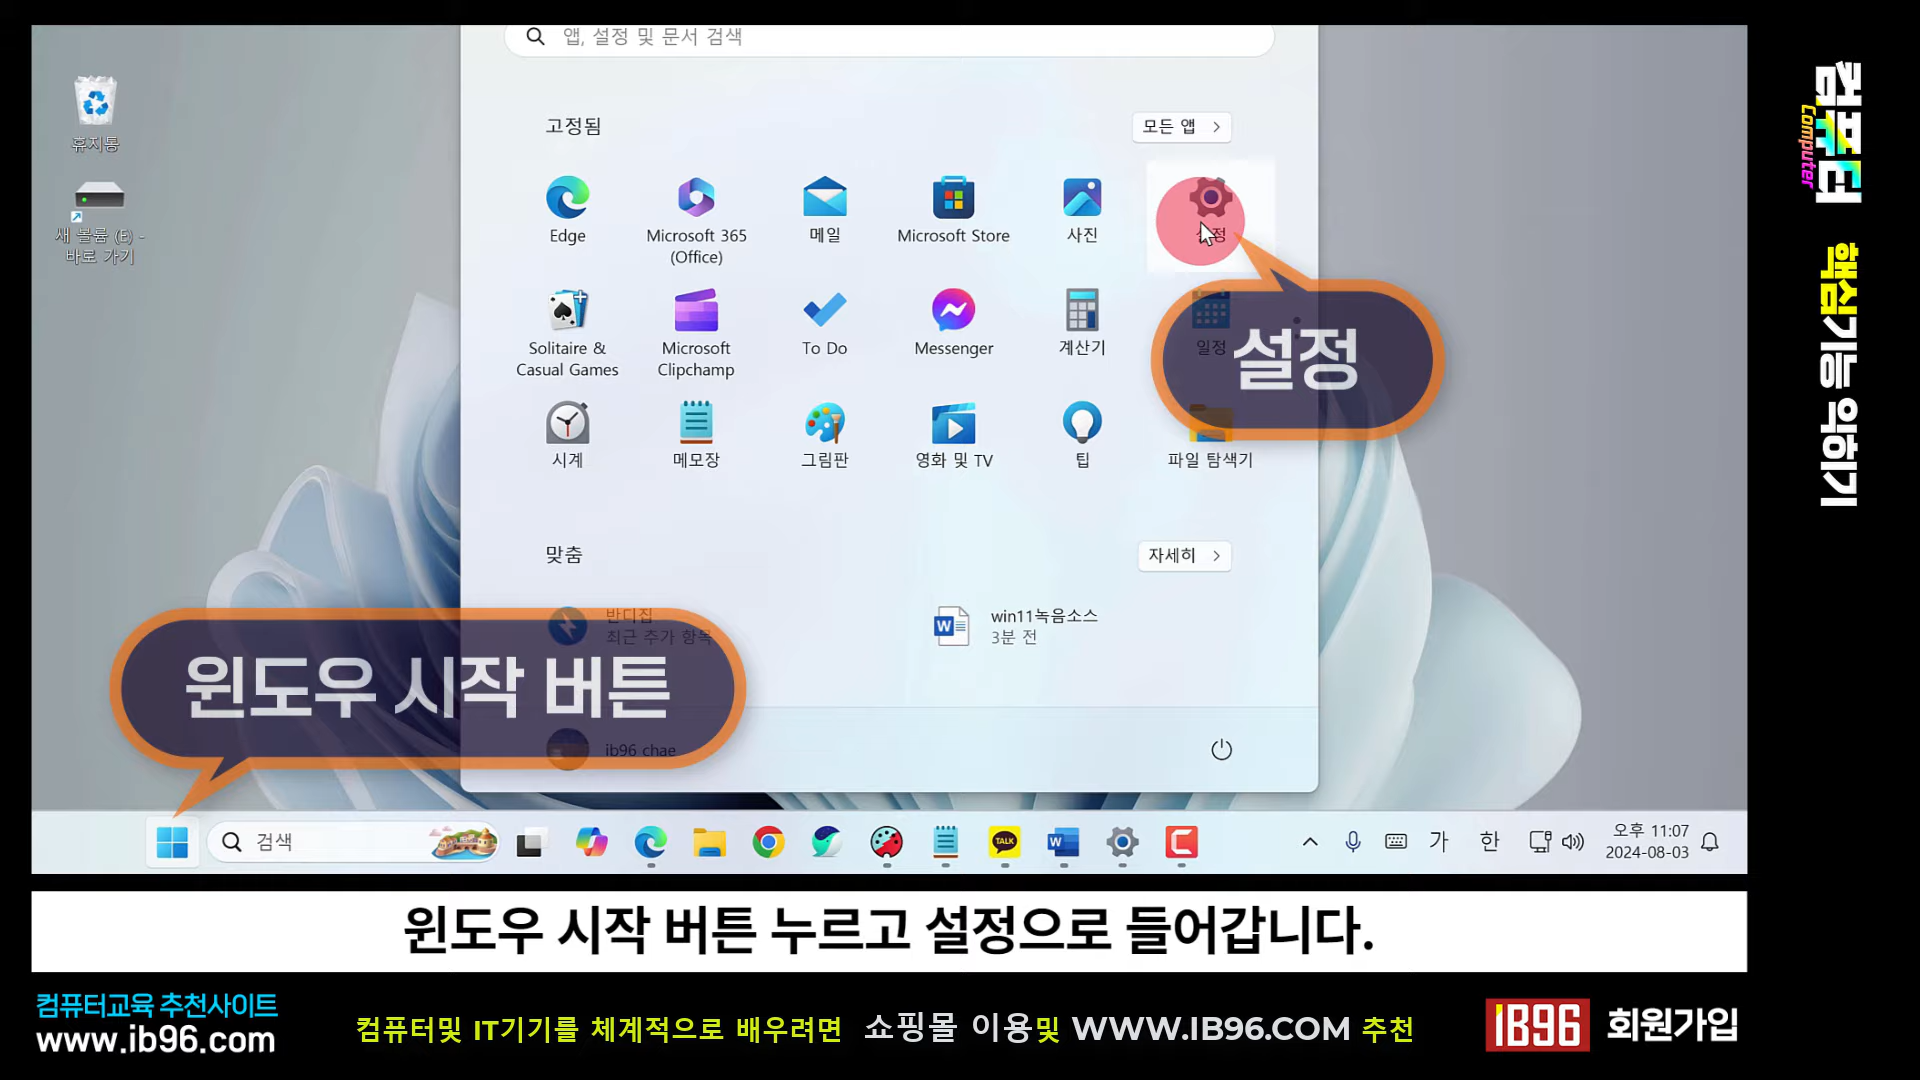 앱, 설정 및 문서 검색
휴지통
새 볼륨 (E) -
바로 가기
고정됨
모든 앱
Edge
Microsoft 365
(Office)
메일
Microsoft Store
사진
설정
Solitaire &
Casual Games
Microsoft
Clipchamp
To Do
Messenger
계산기
일정
설정
시계
메모장
그림판
영화 및 TV
팁
파일 탐색기
맞춤
자세히
반디집
최근 추가 항목
win11녹음소스
3분 전
윈도우 시작 버튼
ib96 chae
검색
TALK
가
한
오후 11:07
2024-08-03
윈도우 시작 버튼 누르고 설정으로 들어갑니다.
컴퓨터교육 추천사이트
www.ib96.com
컴퓨터및 IT기기를 체계적으로 배우려면 쇼핑몰 이용및 WWW.IB96.COM 추천
IB96 회원가입
컴퓨터
Computer
핵심기능 익히기